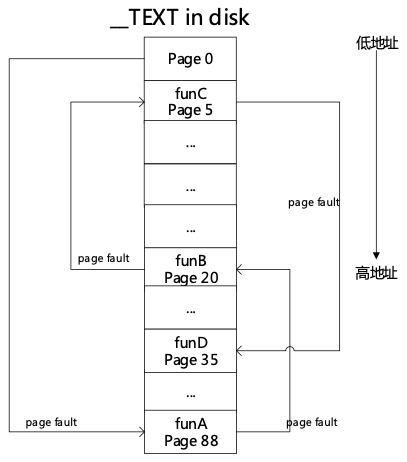 __TEXT in disk
低地址
Page 0
funC
Page 5
...
...
page fault
...
page fault
funB
Page 20
高地址
...
funD
Page 35
...
page fault
funA
Page 88
page fault